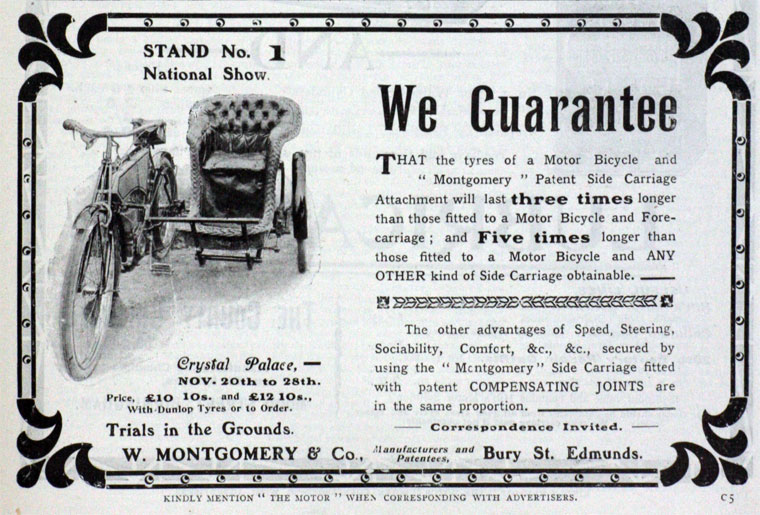 STAND No. 1
National Show.
We Guarantee
THAT the tyres of a Motor Bicycle and
" Montgomery " Patent Side Carriage
Attachment will last three times longer
than those fitted to a Motor Bicycle and Fore-
carriage ; and Five times longer than
those fitted to a Motor Bicycle and ANY
OTHER kind of Side Carriage obtainable.
The other advantages of Speed, Steering,
Sociability, Comfort, &c., &c., secured by
using the " Montgomery " Side Carriage fitted
with patent COMPENSATING JOINTS are
in the same proportion.
Correspondence Invited.
Crystal Palace, —
NOV. 20th to 28th.
Price, £10 10s. and £12 10s.,
With Dunlop Tyres or to Order.
Trials in the Grounds.
W. MONTGOMERY & Co., Manufacturers and Patentees, Bury St. Edmunds.
KINDLY MENTION " THE MOTOR " WHEN CORRESPONDING WITH ADVERTISERS.
C5